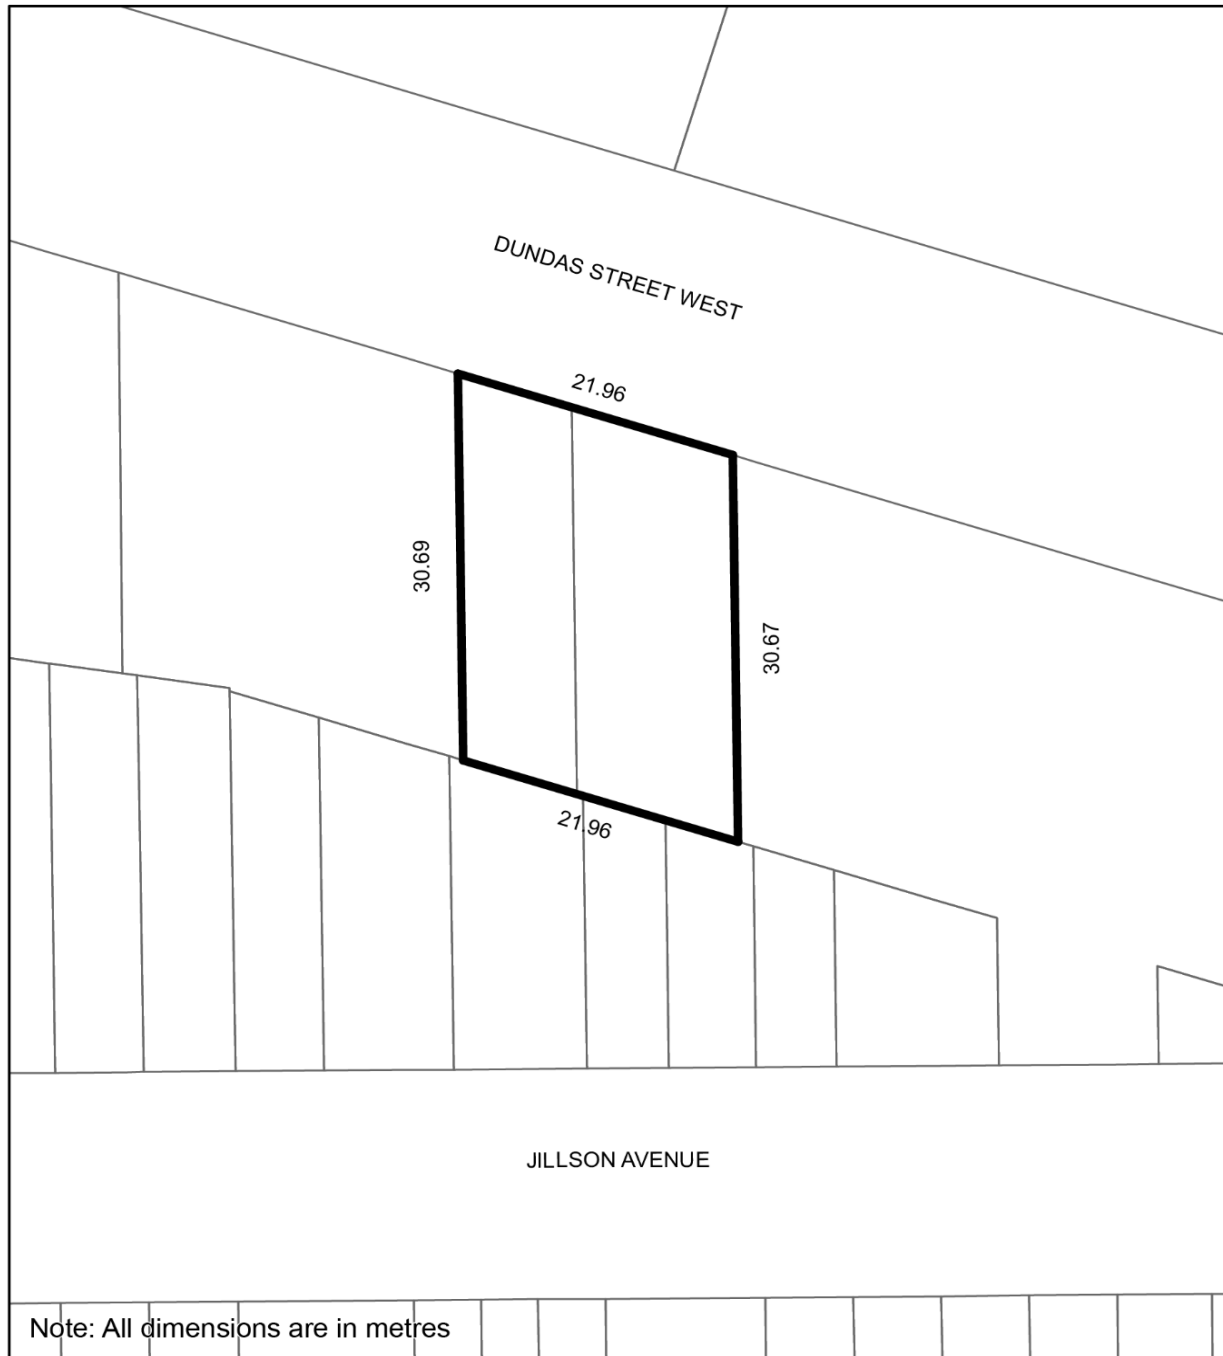 DUNDAS STREET WEST
21.96
30.69
30.67
21.96
JILLSON AVENUE
Note: All dimensions are in metres